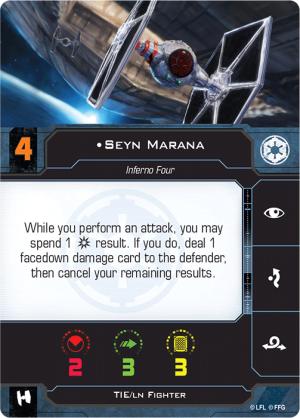 4
•Seyn Marana
Inferno Four
While you perform an attack, you may
spend 1 result. If you do, deal 1
facedown damage card to the defender,
then cancel your remaining results.
2 3 3
TIE/ln Fighter
© LFL © FFG